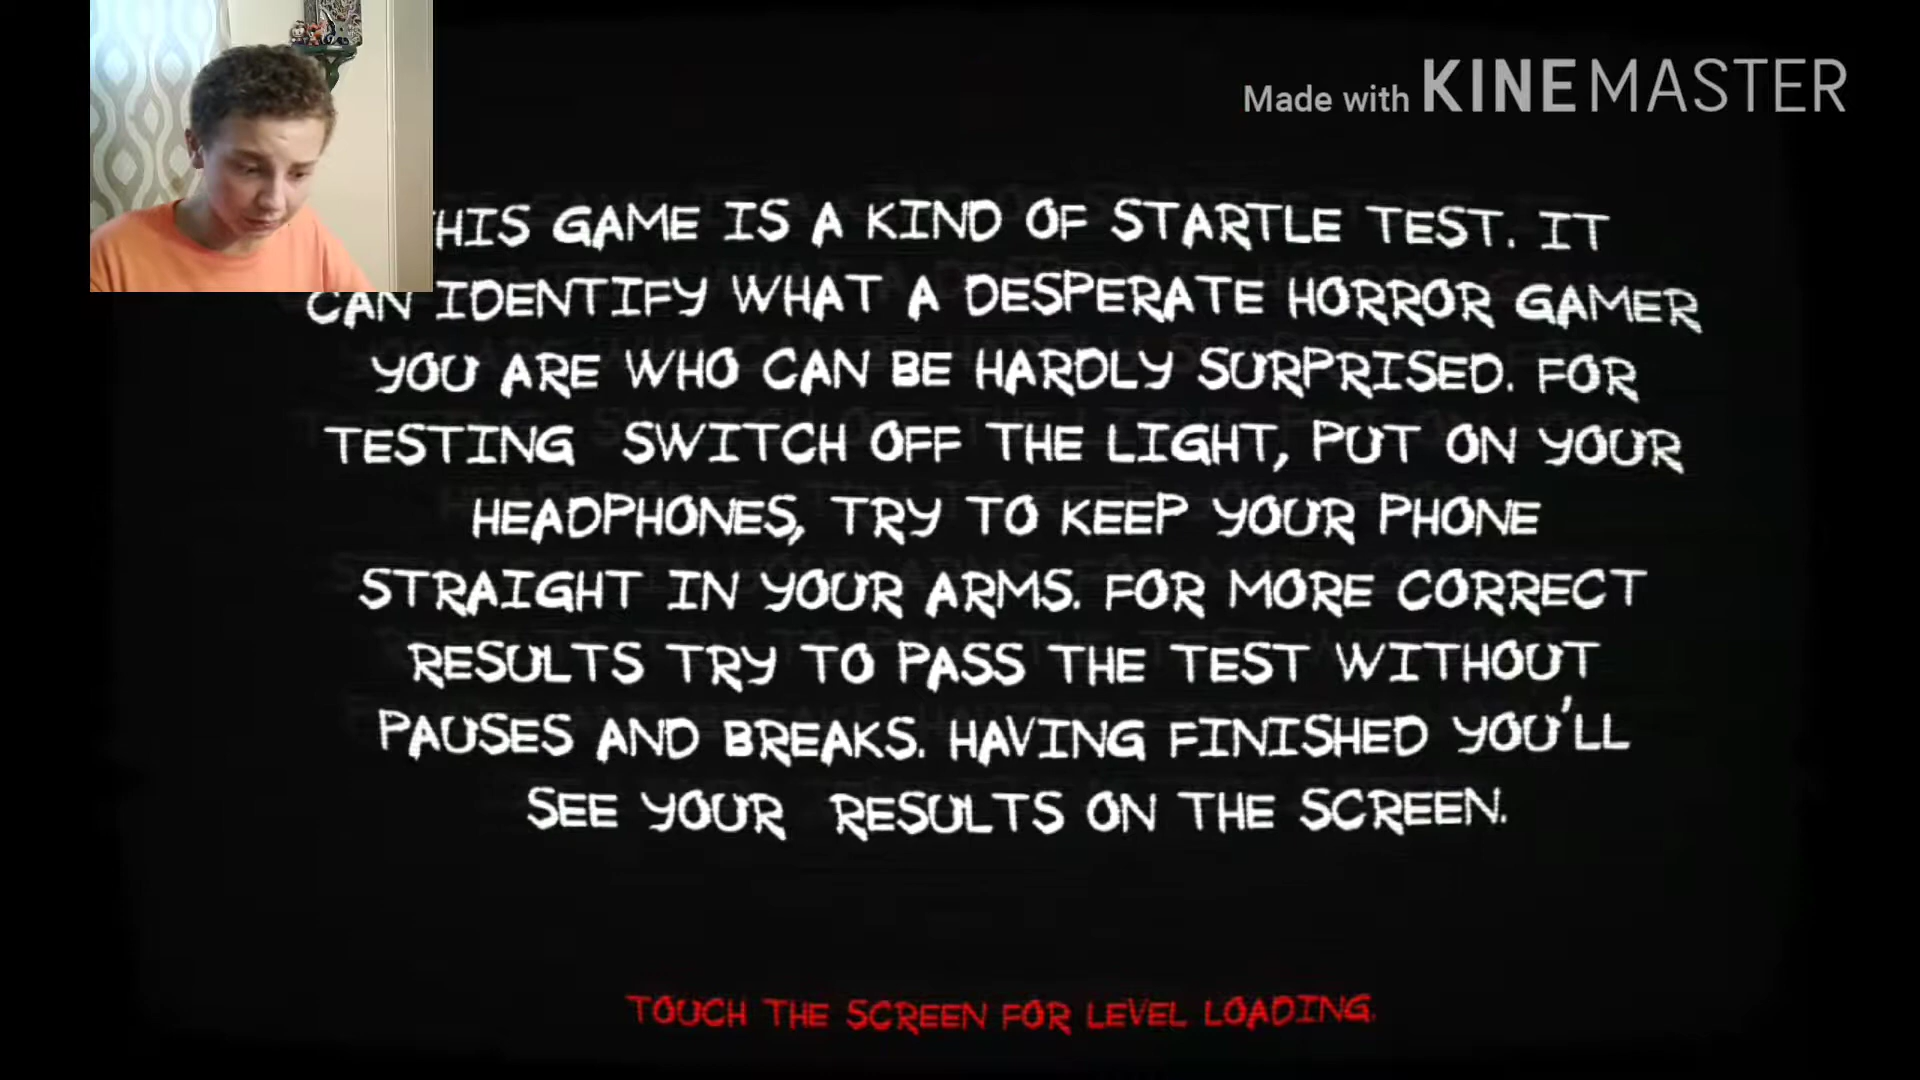 Made with KINEMASTER
HIS GAME IS A KIND OF STARTLE TEST. IT
CAN IDENTIFY WHAT A DESPERATE HORROR GAMER
YOU ARE WHO CAN BE HARDLY SURPRISED. FOR
TESTING SWITCH OFF THE LIGHT, PUT ON YOUR
HEADPHONES, TRY TO KEEP YOUR PHONE
STRAIGHT IN YOUR ARMS. FOR MORE CORRECT
RESULTS TRY TO PASS THE TEST WITHOUT
PAUSES AND BREAKS. HAVING FINISHED YOU'LL
SEE YOUR RESULTS ON THE SCREEN.
TOUCH THE SCREEN FOR LEVEL LOADING.